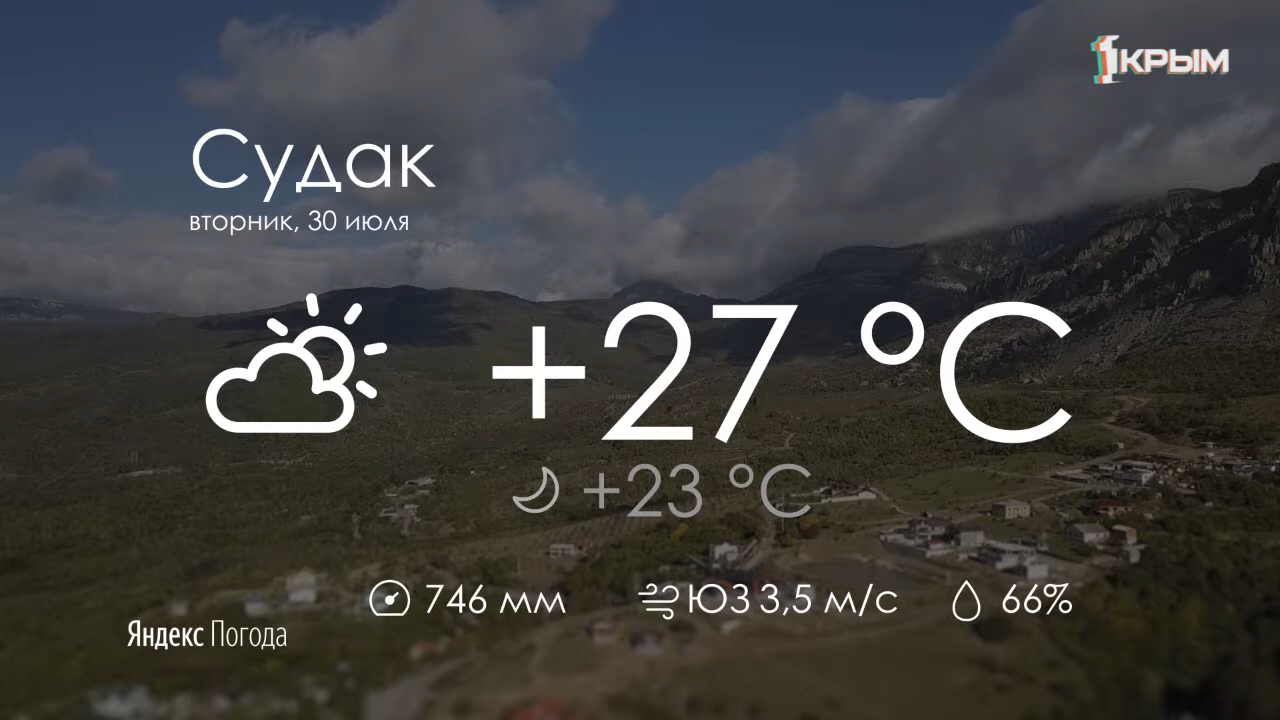 1КРЫМ
Судак
вторник, 30 июля
+27 °C
+23 °C
746 мм
ЮЗ 3,5 м/с
66%
Яндекс Погода